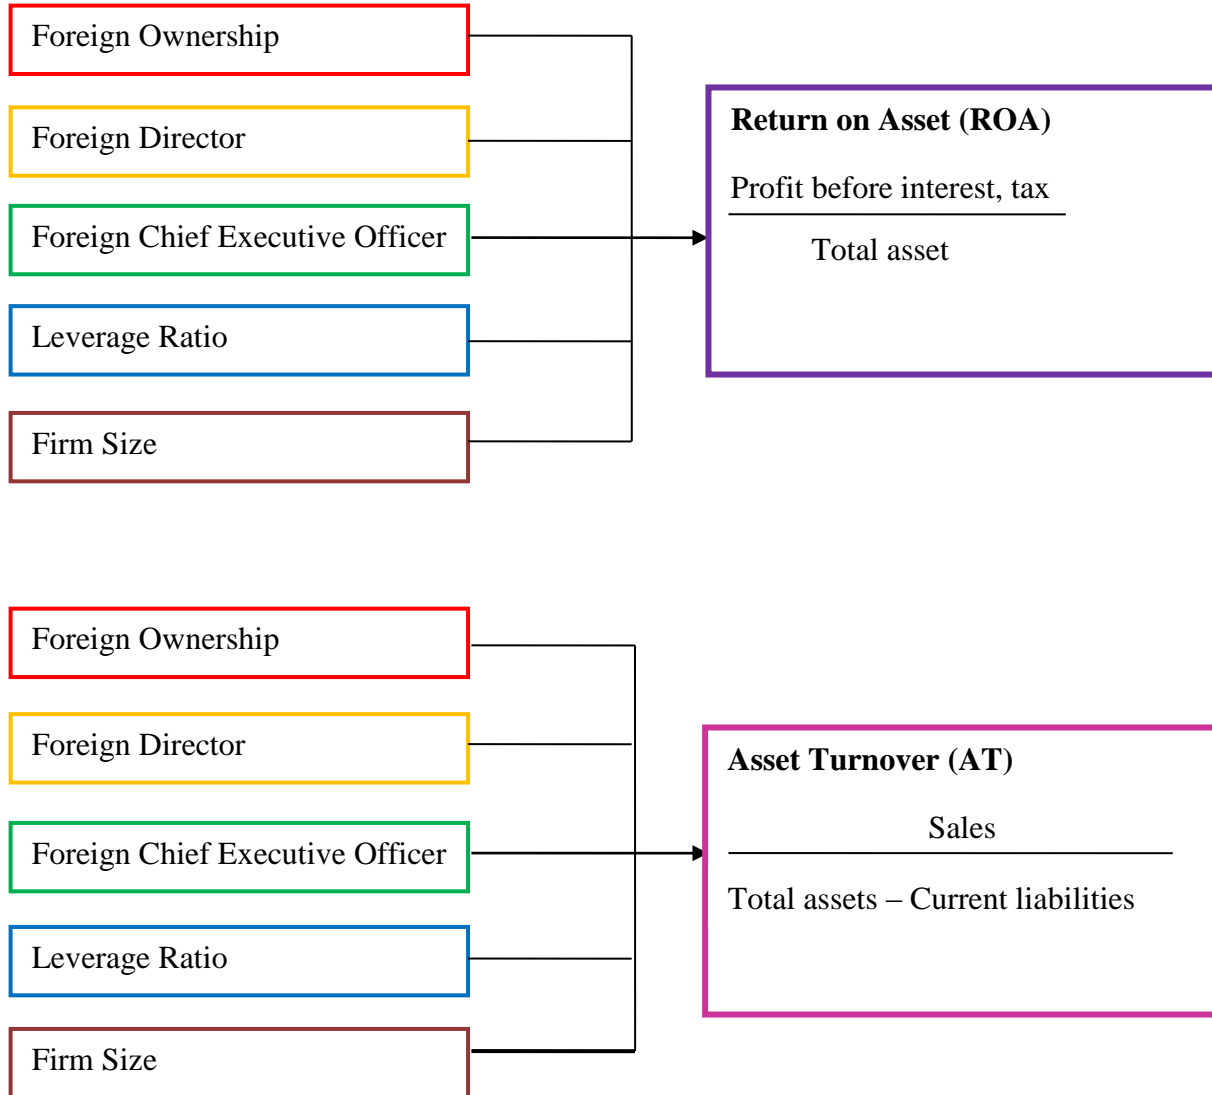 Foreign Ownership
Foreign Director
Foreign Chief Executive Officer
Leverage Ratio
Firm Size
Return on Asset (ROA)
Profit before interest, tax
Total asset
Foreign Ownership
Foreign Director
Foreign Chief Executive Officer
Leverage Ratio
Firm Size
Asset Turnover (AT)
Sales
Total assets – Current liabilities